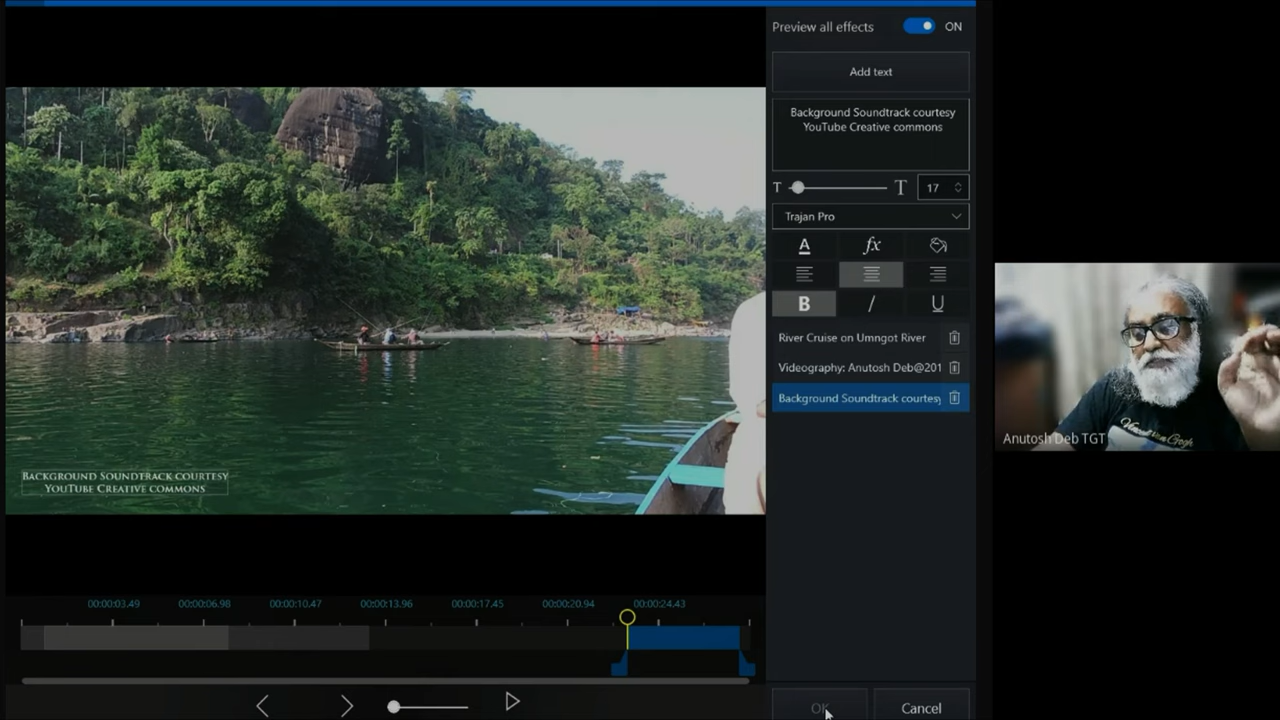 Preview all effects
ON
Add text
Background Soundtrack courtesy
YouTube Creative commons
T
T
17
Trajan Pro
A
fx
B
I
U
River Cruise on Umngot River
Videography: Anutosh Deb@201
Background Soundtrack courtesy
BACKGROUND SOUNDTRACK COURTESY
YOUTUBE CREATIVE COMMONS
Vincent van Gogh
Anutosh Deb TGT
00:00:03.49
00:00:06.98
00:00:10.47
00:00:13.96
00:00:17.45
00:00:20.94
00:00:24.43
OK
Cancel